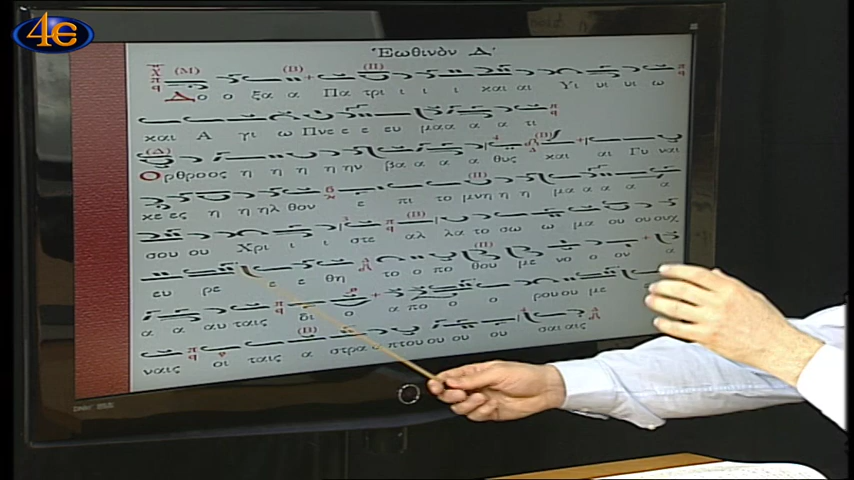 4E
Ἑωθινὸν Α'
(Μ) (Β) (Π)
Δο ο ξα α Πα τρι ι ι ι και αι Υι υι υι ω
και Α γι ω Πνε ε ε ευ μαα α α α τι
(Δ) (Β)
Ορθροος η η η η ην βα α α α α θυς και αι Γυ ναι
(Π)
κε ες η η ηλ θον ε πι το μνη η η μα α α α α
(Β)
σου ου Χρι ι ι στε αλ λα το σω ω μα ου ου ουχ
(Π)
ευ ρε ε ε θη το ο πο θου με νο ο ον α
α α αυ ταις δι ο α πο ο ο ρου ου με
(Β)
ναις οι ταις α στρα πτου ου ου ου ου σαι αις